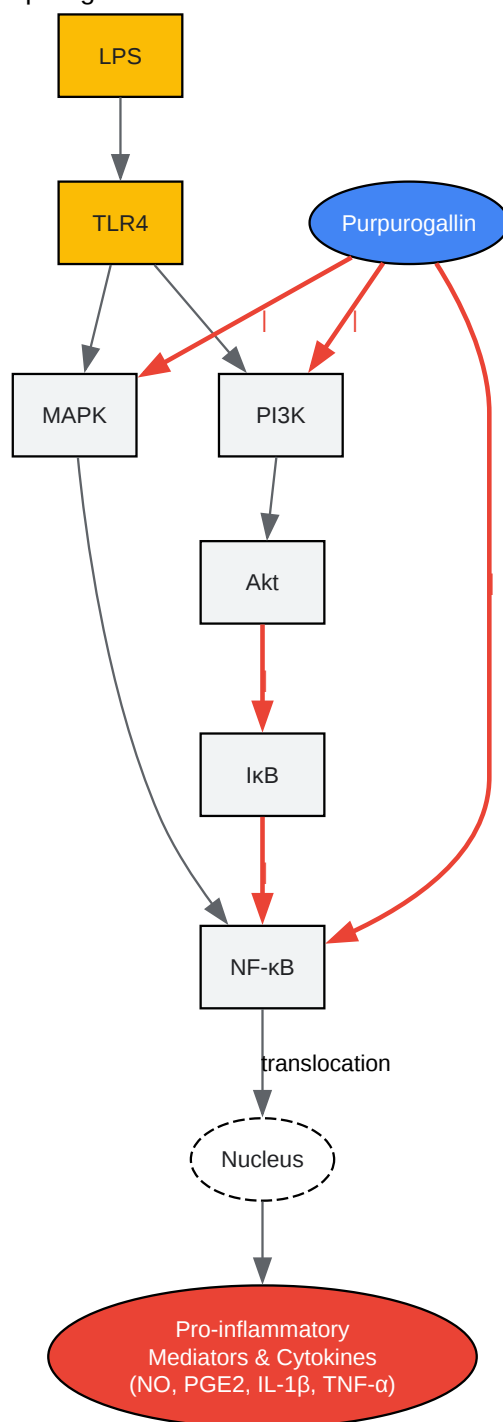 LPS
TLR4
Purpurogallin
MAPK
PI3K
Akt
IκB
NF-κB
translocation
Nucleus
Pro-inflammatory
Mediators & Cytokines
(NO, PGE2, IL-1β, TNF-α)